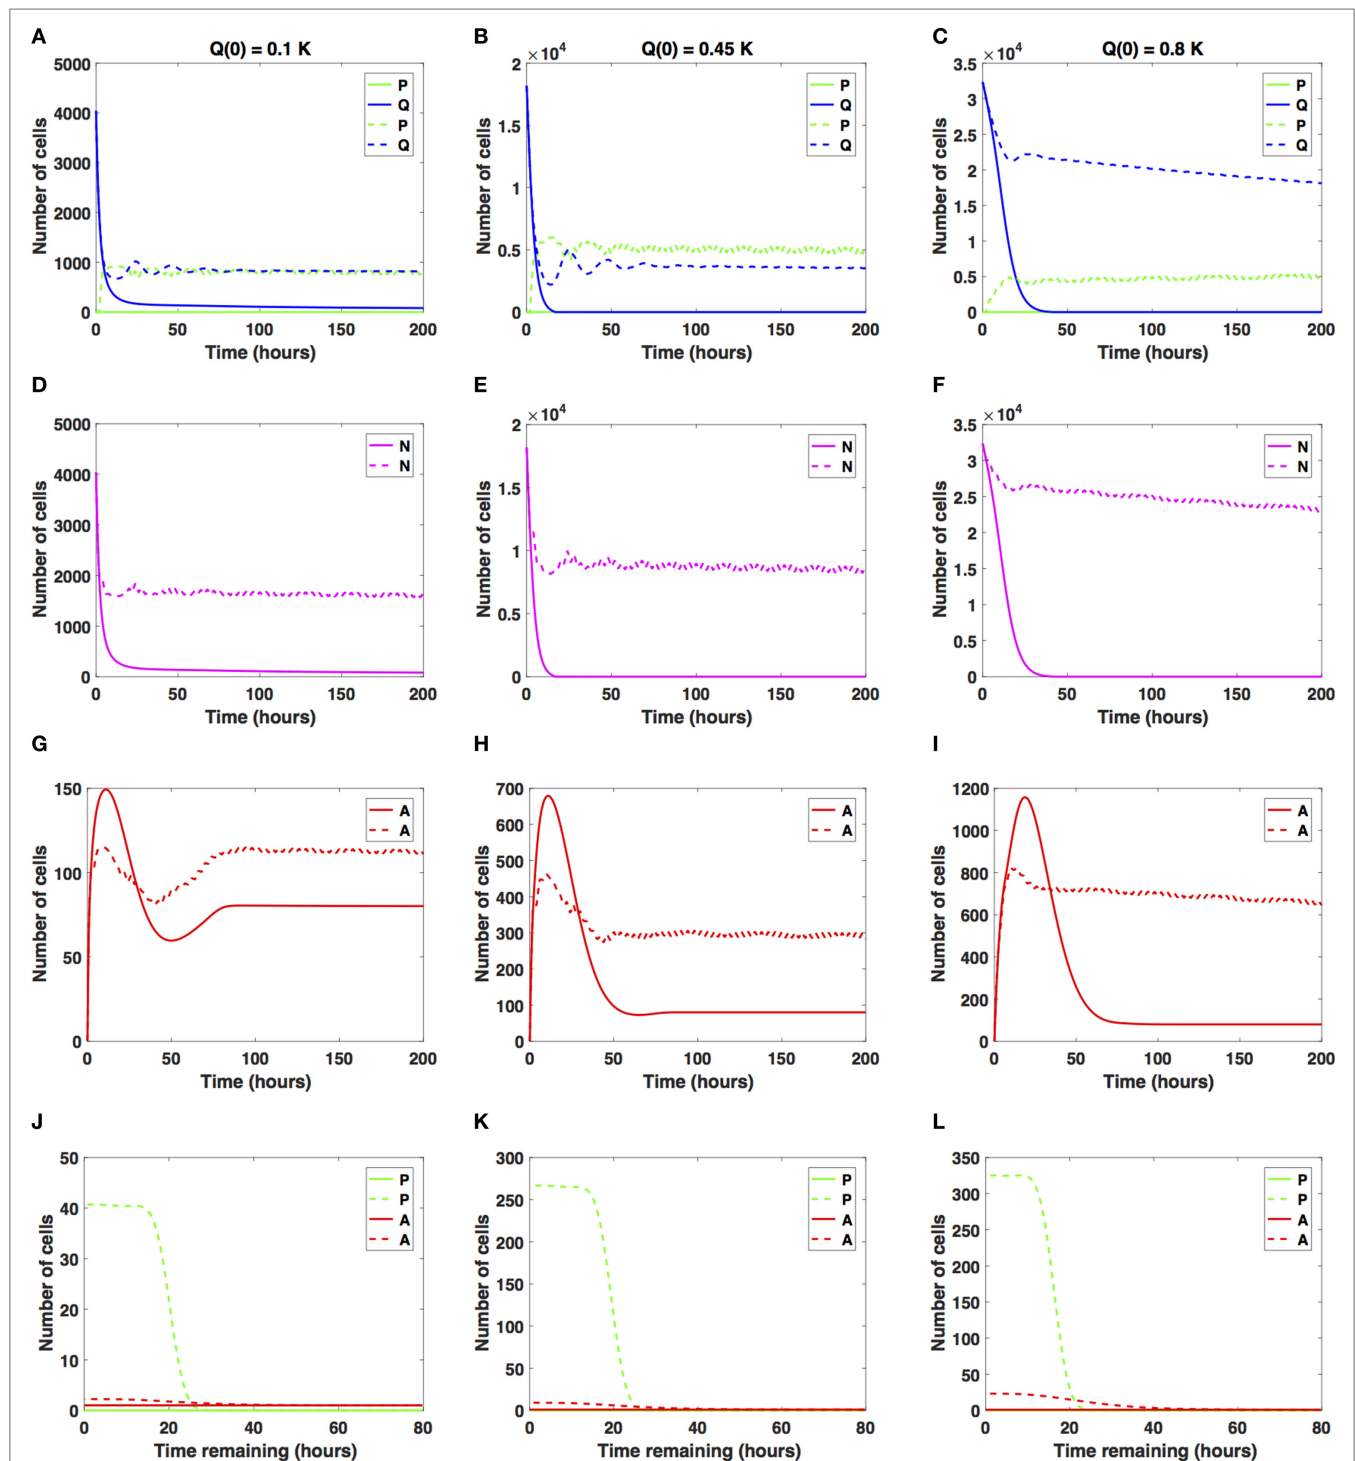 A B C
Q(0) = 0.1 K Q(0) = 0.45 K Q(0) = 0.8 K
×10⁴ ×10⁴
5000 2 3.5
P P P
Q Q Q
P P P
Q Q Q
4000 3000 2000 1000 0
1.5 1 0.5 0
3 2.5 2 1.5 1 0.5 0
Number of cells Number of cells Number of cells
0 50 100 150 200 0 50 100 150 200 0 50 100 150 200
Time (hours) Time (hours) Time (hours)
D E F
×10⁴ ×10⁴
5000 2 3.5
N N N
N N N
4000 3000 2000 1000 0
1.5 1 0.5 0
3 2.5 2 1.5 1 0.5 0
Number of cells Number of cells Number of cells
0 50 100 150 200 0 50 100 150 200 0 50 100 150 200
Time (hours) Time (hours) Time (hours)
G H I
150 700 1200
A A A
A A A
100 50 0
600 500 400 300 200 100 0
1000 800 600 400 200 0
Number of cells Number of cells Number of cells
0 50 100 150 200 0 50 100 150 200 0 50 100 150 200
Time (hours) Time (hours) Time (hours)
J K L
50 300 350
P P P
P P P
A A A
A A A
40 30 20 10 0
250 200 150 100 50 0
300 250 200 150 100 50 0
Number of cells Number of cells Number of cells
0 20 40 60 80 0 20 40 60 80 0 20 40 60 80
Time remaining (hours) Time remaining (hours) Time remaining (hours)